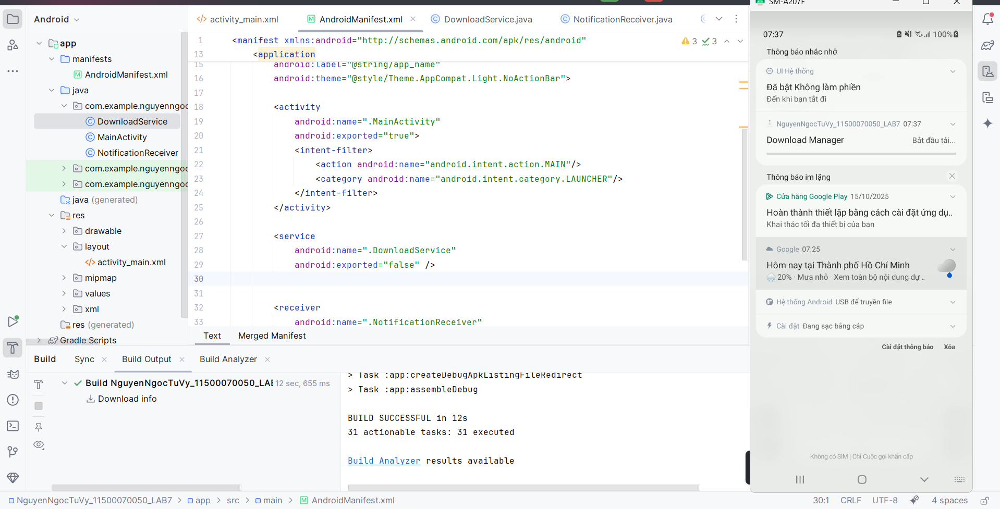 Android
app
manifests
AndroidManifest.xml
java
com.example.nguyenngoc
DownloadService
MainActivity
NotificationReceiver
com.example.nguyenngoc
com.example.nguyenngoc
java (generated)
res
drawable
layout
activity_main.xml
mipmap
values
xml
res (generated)
Gradle Scripts
activity_main.xml
AndroidManifest.xml
DownloadService.java
NotificationReceiver.java
3 3
1 <manifest xmlns:android="http://schemas.android.com/apk/res/android"
13 <application
15 android:label="@string/app_name"
16 android:theme="@style/Theme.AppCompat.Light.NoActionBar">
17
18 <activity
19 android:name=".MainActivity"
20 android:exported="true">
21 <intent-filter>
22 <action android:name="android.intent.action.MAIN"/>
23 <category android:name="android.intent.category.LAUNCHER"/>
24 </intent-filter>
25 </activity>
26
27 <service
28 android:name=".DownloadService"
29 android:exported="false" />
30
31
32 <receiver
33 android:name=".NotificationReceiver"
Text Merged Manifest
Build Sync Build Output Build Analyzer
Build NguyenNgocTuVy_11500070050_LAB 12 sec, 655 ms
Download info
> Task :app:createDebugApkListingFileRedirect
> Task :app:assembleDebug
BUILD SUCCESSFUL in 12s
31 actionable tasks: 31 executed
Build Analyzer results available
NguyenNgocTuVy_11500070050_LAB7 > app > src > main > AndroidManifest.xml
30:1 CRLF UTF-8 4 spaces
SM-A207F
07:37 100%
Thông báo nhắc nhở
UI Hệ thống
Đã bật Không làm phiền
Đến khi bạn tắt đi
NguyenNgocTuVy_11500070050_LAB7 07:37
Download Manager Bắt đầu tải...
Thông báo im lặng
Cửa hàng Google Play 15/10/2025
Hoàn thành thiết lập bằng cách cài đặt ứng dụ..
Khai thác tối đa thiết bị của bạn
Google 07:25
Hôm nay tại Thành phố Hồ Chí Minh
20% · Mưa nhỏ · Xem toàn bộ nội dung dự ..
Hệ thống Android USB để truyền file
Cài đặt Đang sạc bằng cáp
Cài đặt thông báo Xóa
Không có SIM | Chỉ Cuộc gọi khẩn cấp